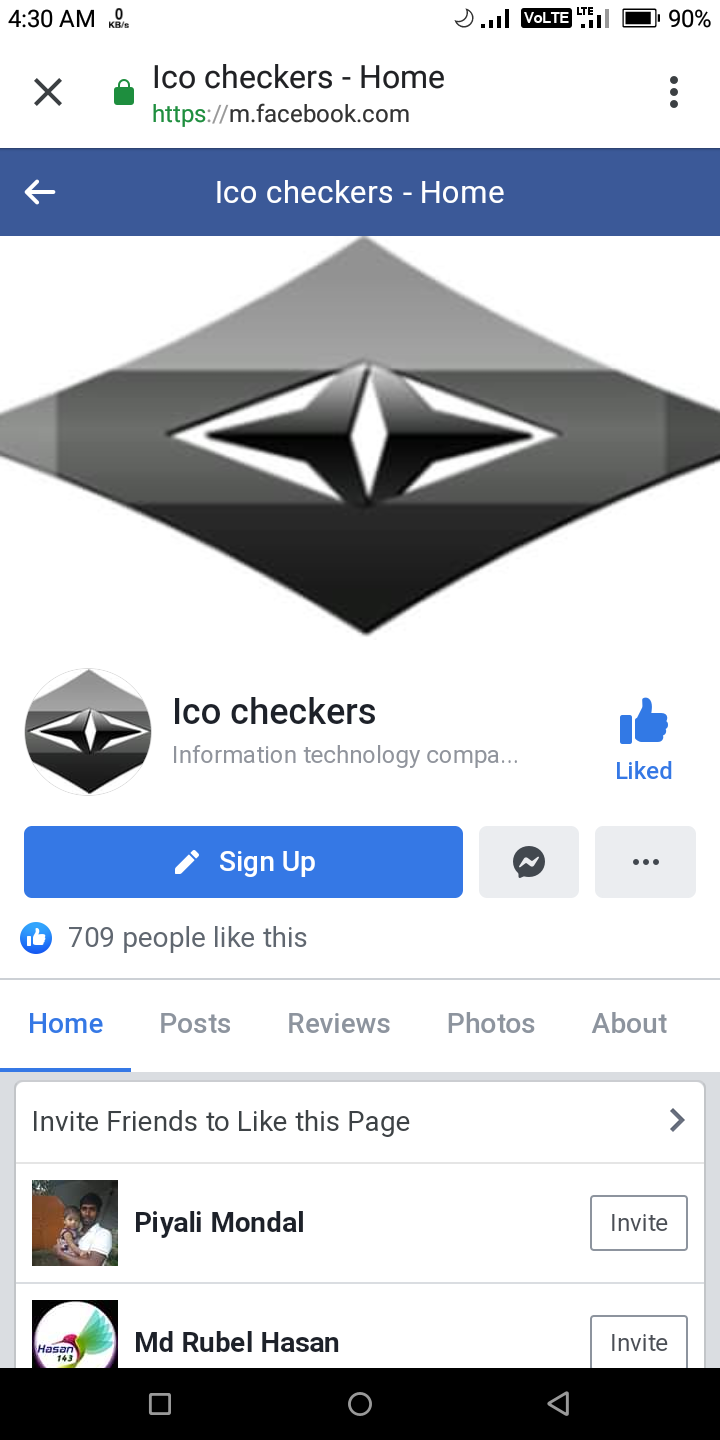 4:30 AM 0 KB/s VoLTE LTE 90%
Ico checkers - Home
https://m.facebook.com
Ico checkers - Home
Ico checkers
Information technology compa...
Liked
Sign Up
709 people like this
Home Posts Reviews Photos About
Invite Friends to Like this Page
Piyali Mondal Invite
Hasan
143
Md Rubel Hasan Invite